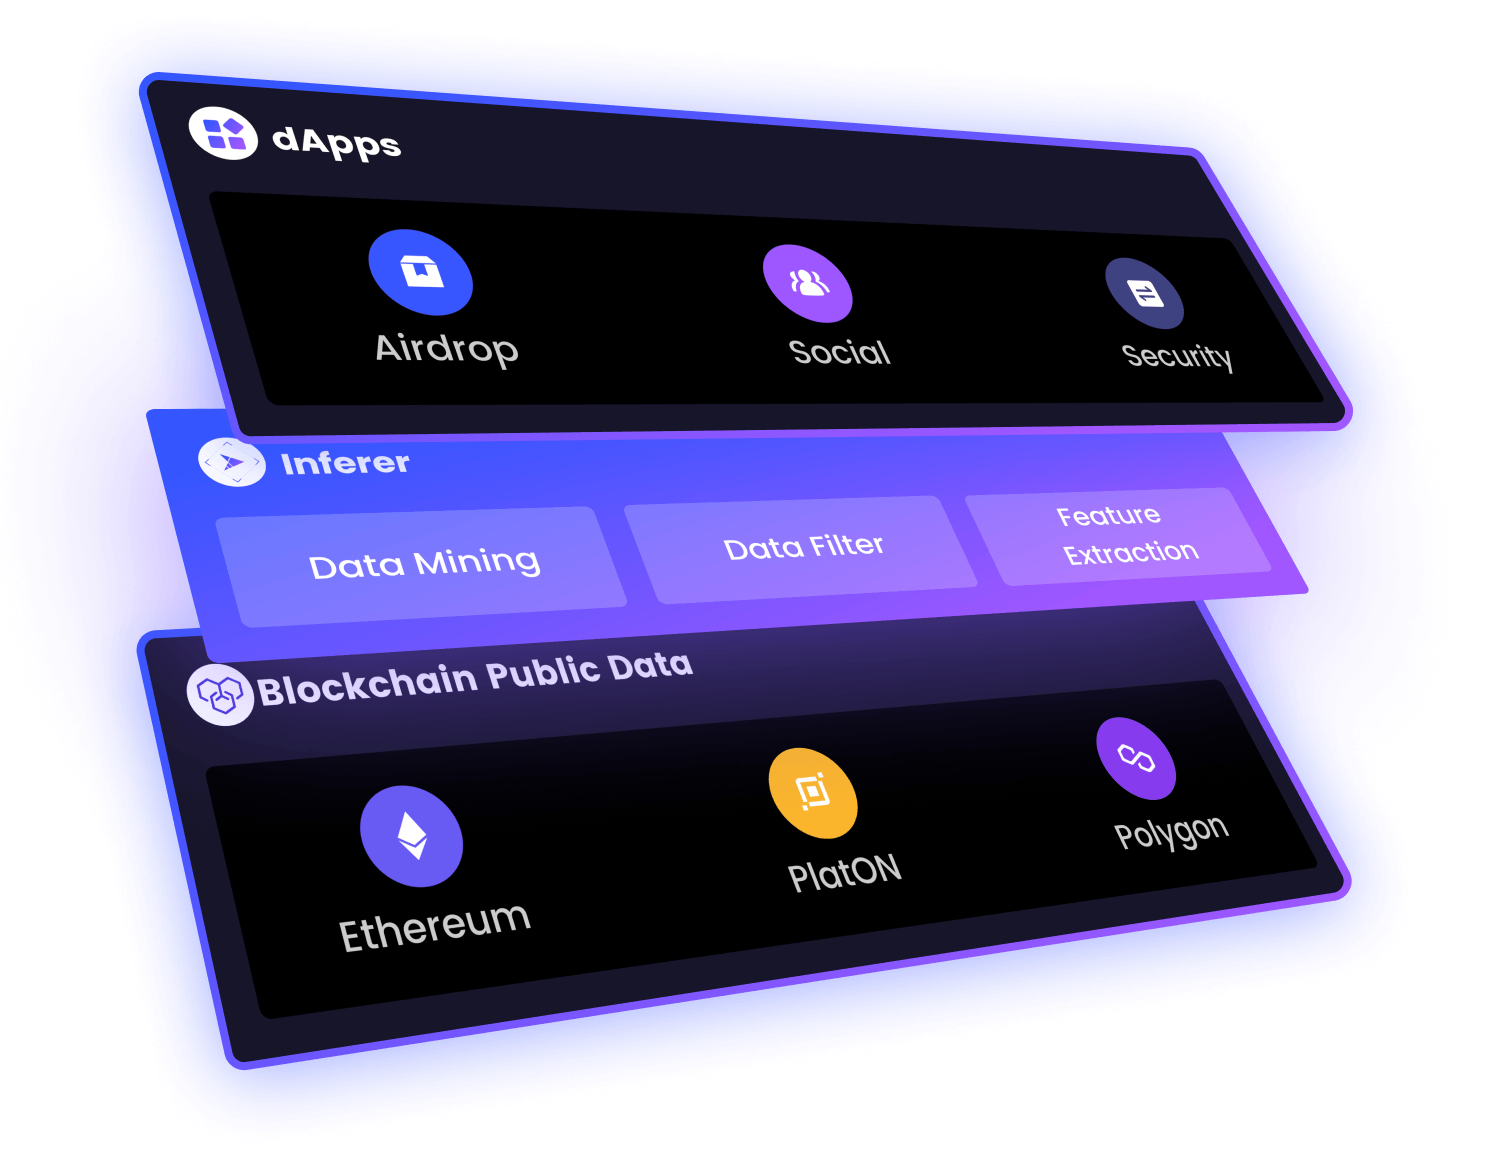 dApps
Airdrop
Social
Security
Inferer
Data Mining
Data Filter
Feature
Extraction
Blockchain Public Data
Ethereum
PlatON
Polygon